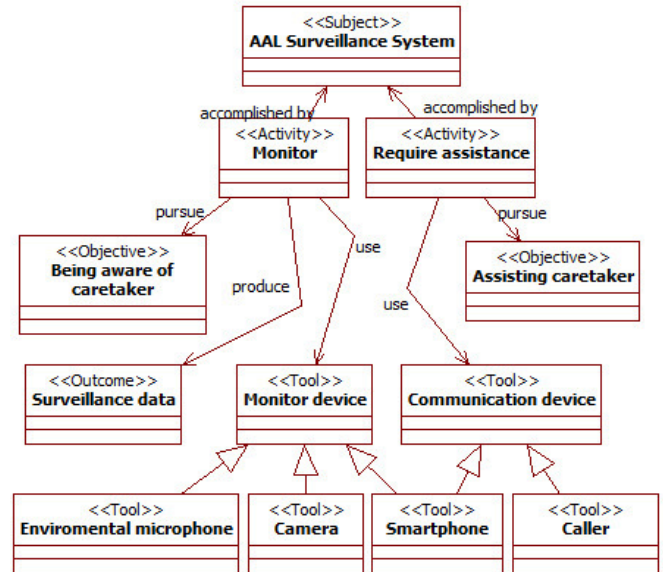 <<Subject>>
AAL Surveillance System
accomplished by
accomplished by
<<Activity>>
Monitor
<<Activity>>
Require assistance
pursue
pursue
<<Objective>>
Being aware of
caretaker
use
<<Objective>>
Assisting caretaker
produce
use
<<Outcome>>
Surveillance data
<<Tool>>
Monitor device
<<Tool>>
Communication device
<<Tool>>
Enviromental microphone
<<Tool>>
Camera
<<Tool>>
Smartphone
<<Tool>>
Caller